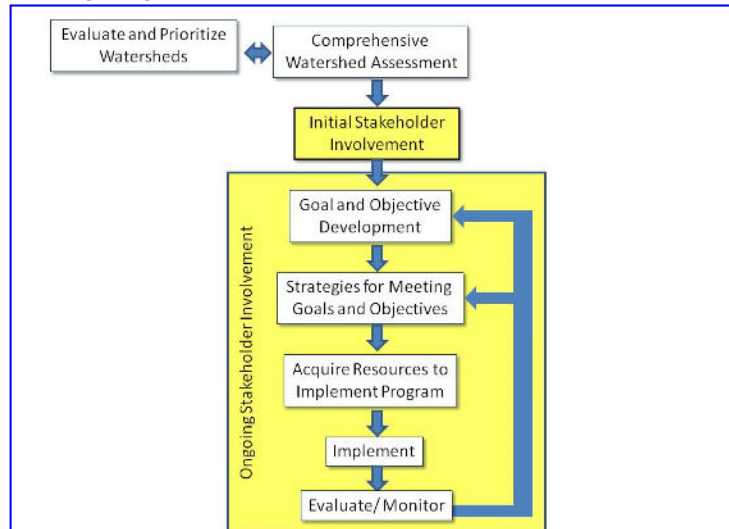 Evaluate and Prioritize
Watersheds
Comprehensive
Watershed Assessment
Initial Stakeholder
Involvement
Ongoing Stakeholder Involvement
Goal and Objective
Development
Strategies for Meeting
Goals and Objectives
Acquire Resources to
Implement Program
Implement
Evaluate/ Monitor